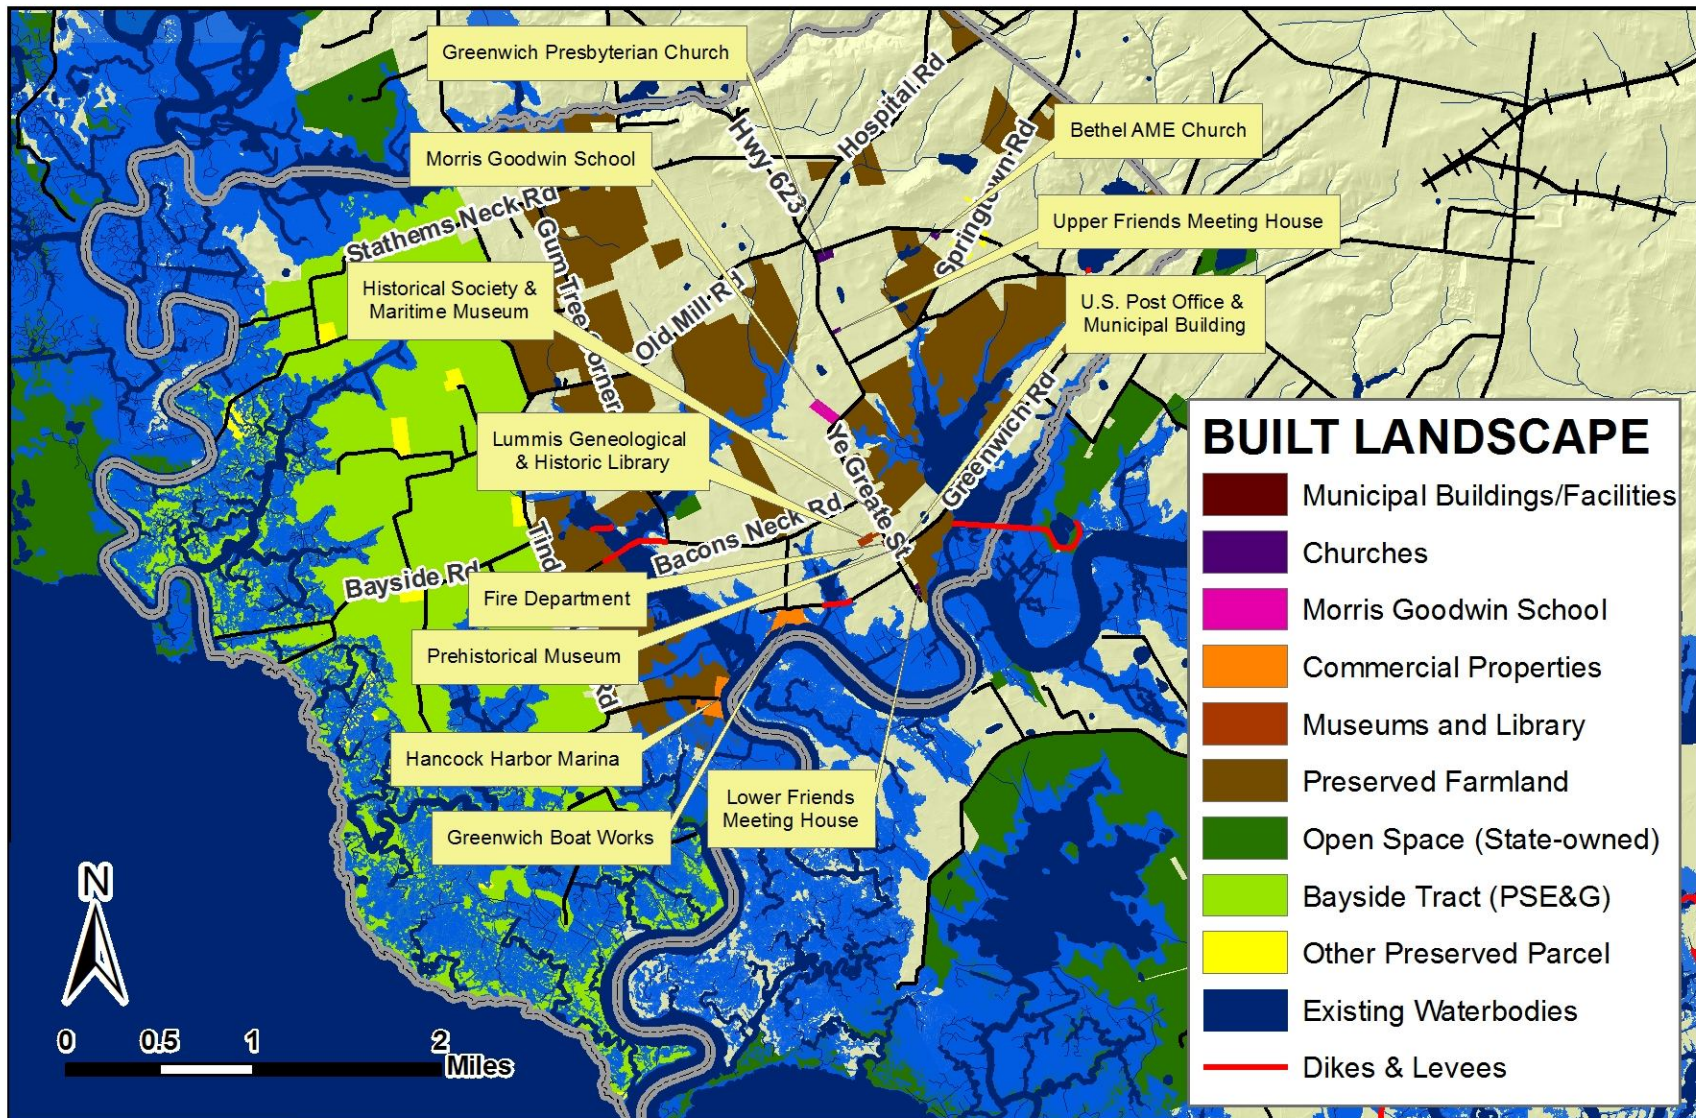 Greenwich Presbyterian Church
Hospital Rd
Hwy 623
Bethel AME Church
Morris Goodwin School
Springtown Rd
Stathems Neck Rd
Upper Friends Meeting House
Gum Tree Corner
Historical Society &
Maritime Museum
U.S. Post Office &
Municipal Building
Old Mill Rd
Greenwich Rd
Ye Greate St
Lummis Geneological
& Historic Library
Bacons Neck Rd
Bayside Rd
Tind
Rd
Fire Department
Prehistorical Museum
Hancock Harbor Marina
Lower Friends
Meeting House
Greenwich Boat Works
BUILT LANDSCAPE
Municipal Buildings/Facilities
Churches
Morris Goodwin School
Commercial Properties
Museums and Library
Preserved Farmland
Open Space (State-owned)
Bayside Tract (PSE&G)
Other Preserved Parcel
Existing Waterbodies
Dikes & Levees
N
0 0.5 1 2
Miles